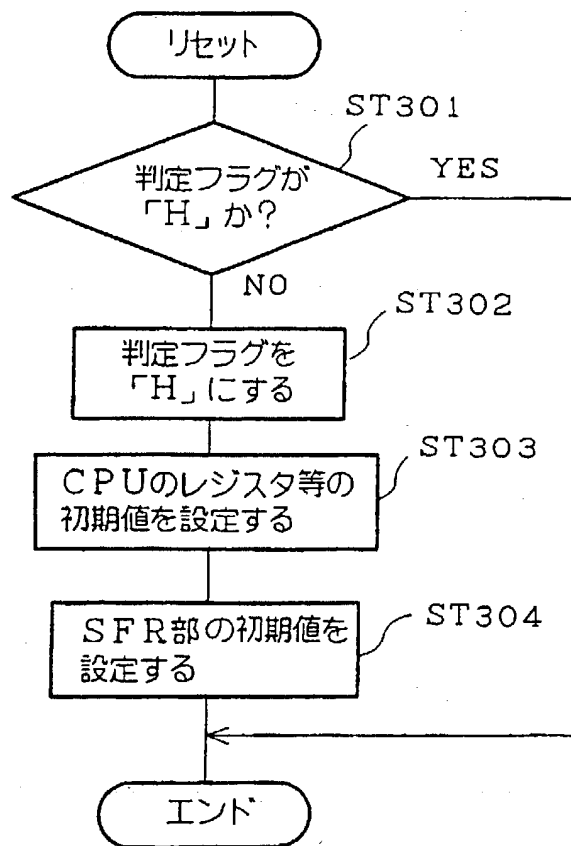 リセット
ST301
判定フラグが
「H」か?
YES
NO
ST302
判定フラグを
「H」にする
ST303
CPUのレジスタ等の
初期値を設定する
ST304
SFR部の初期値を
設定する
エンド